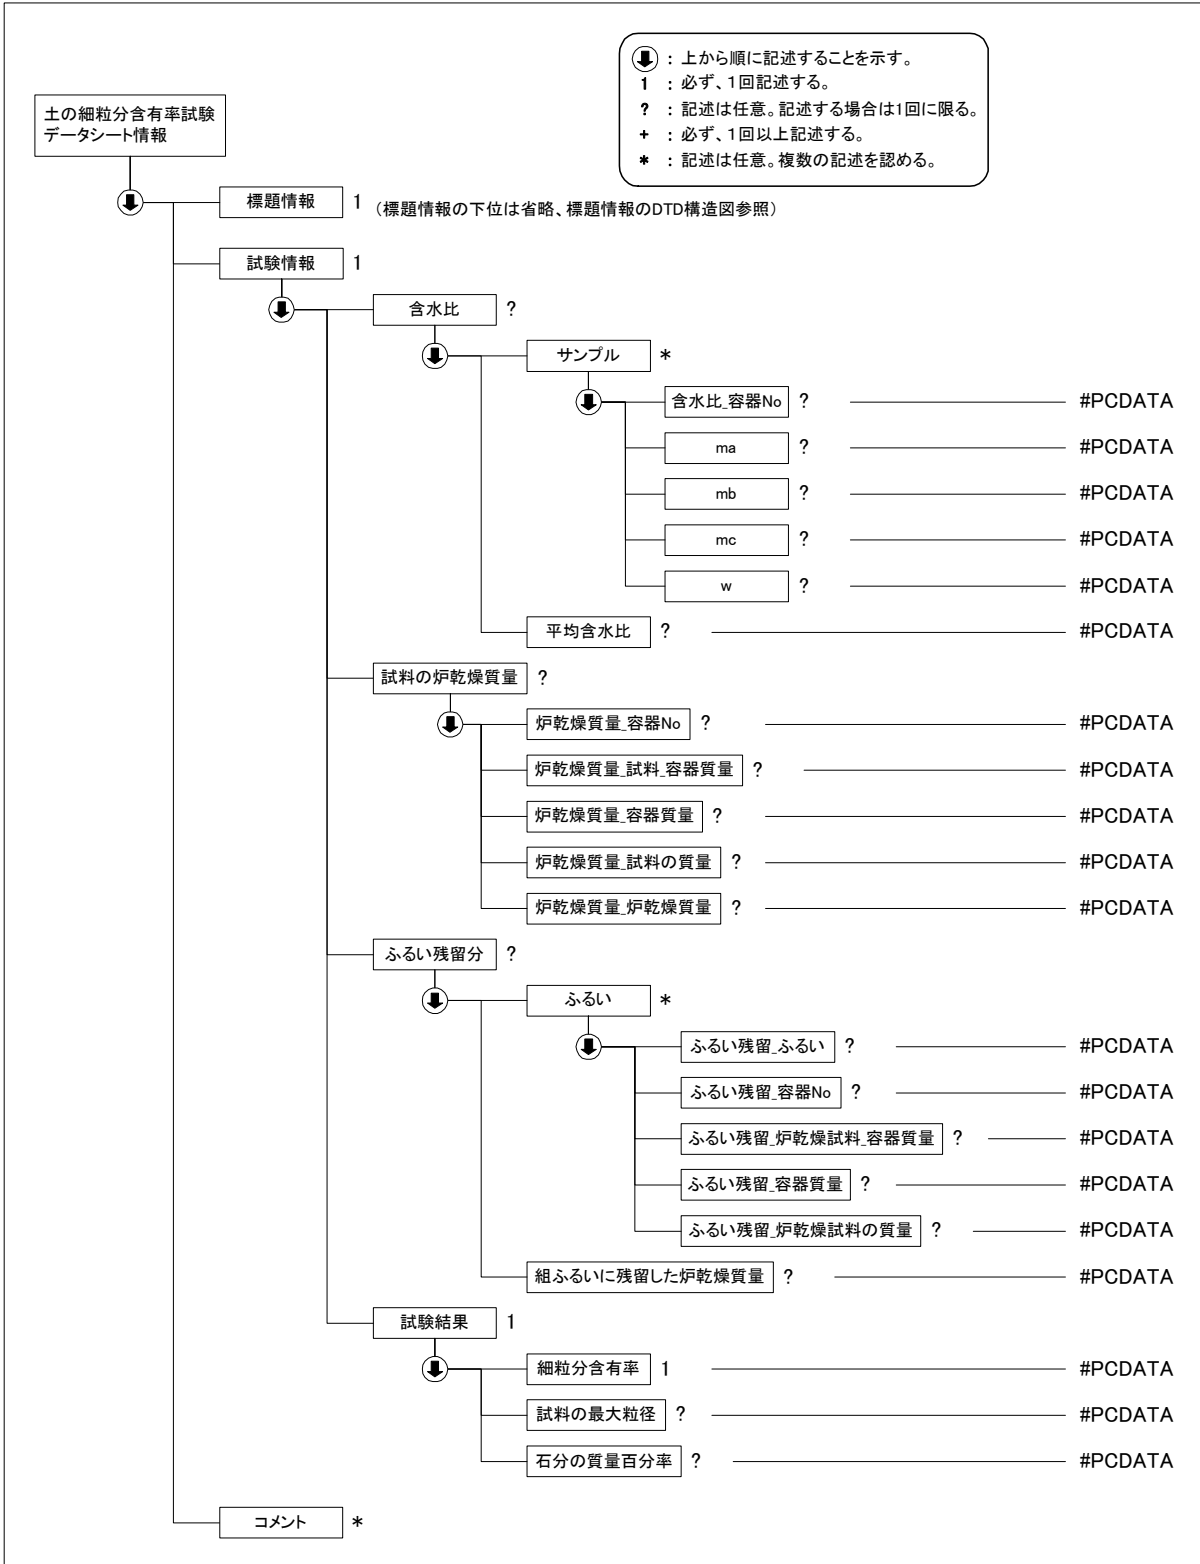 ：上から順に記述することを示す。
1：必ず、1回記述する。
?：記述は任意。記述する場合は1回に限る。
+：必ず、1回以上記述する。
*：記述は任意。複数の記述を認める。
土の細粒分含有率試験
データシート情報
標題情報 1 （標題情報の下位は省略、標題情報のDTD構造図参照）
試験情報 1
含水比 ?
サンプル *
含水比_容器No ? #PCDATA
ma ? #PCDATA
mb ? #PCDATA
mc ? #PCDATA
w ? #PCDATA
平均含水比 ? #PCDATA
試料の炉乾燥質量 ?
炉乾燥質量_容器No ? #PCDATA
炉乾燥質量_試料_容器質量 ? #PCDATA
炉乾燥質量_容器質量 ? #PCDATA
炉乾燥質量_試料の質量 ? #PCDATA
炉乾燥質量_炉乾燥質量 ? #PCDATA
ふるい残留分 ?
ふるい *
ふるい残留_ふるい ? #PCDATA
ふるい残留_容器No ? #PCDATA
ふるい残留_炉乾燥試料_容器質量 ? #PCDATA
ふるい残留_容器質量 ? #PCDATA
ふるい残留_炉乾燥試料の質量 ? #PCDATA
組ふるいに残留した炉乾燥質量 ? #PCDATA
試験結果 1
細粒分含有率 1 #PCDATA
試料の最大粒径 ? #PCDATA
石分の質量百分率 ? #PCDATA
コメント *